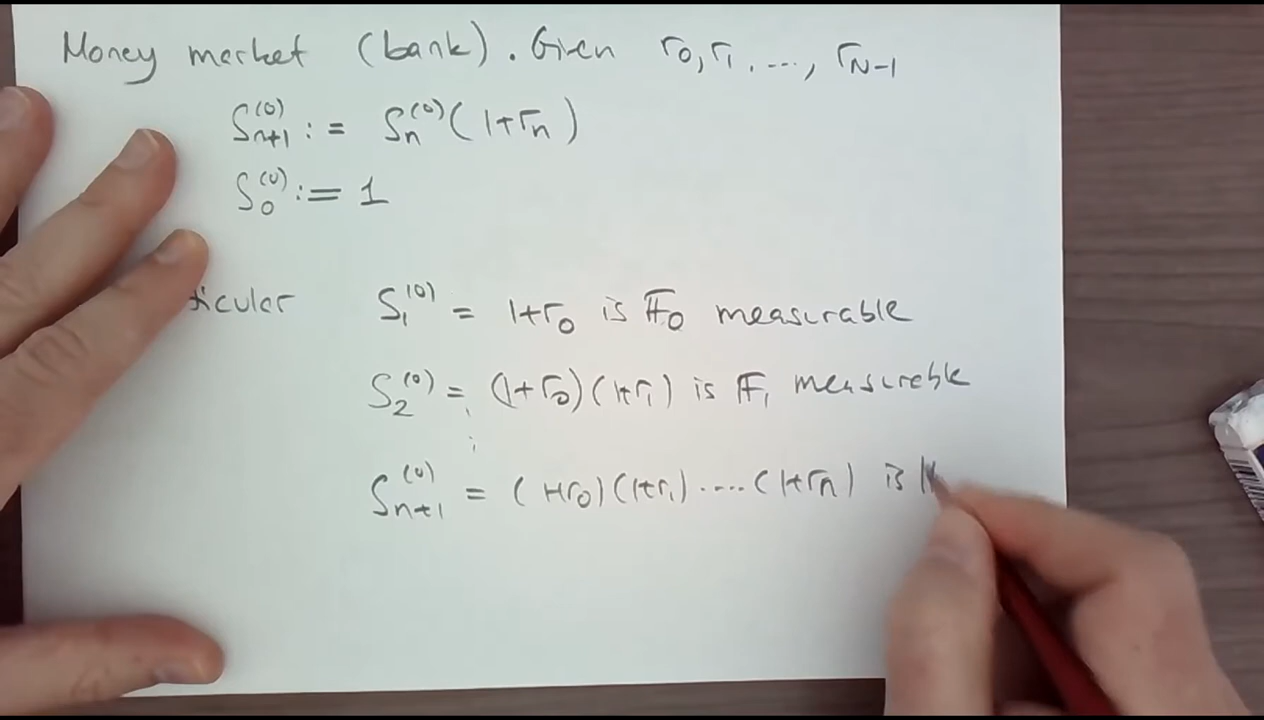 Money market (bank). Given r₀, r₁, ..., r_{N-1}
S_{n+1}^{(0)} := S_n^{(0)} (1+r_n)
S_0^{(0)} := 1
S_1^{(0)} = 1+r₀ is F₀ measurable
S_2^{(0)} = (1+r₀)(1+r₁) is F₁ measurable
⋮
S_{n+1}^{(0)} = (1+r₀)(1+r₁)....(1+r_n) is